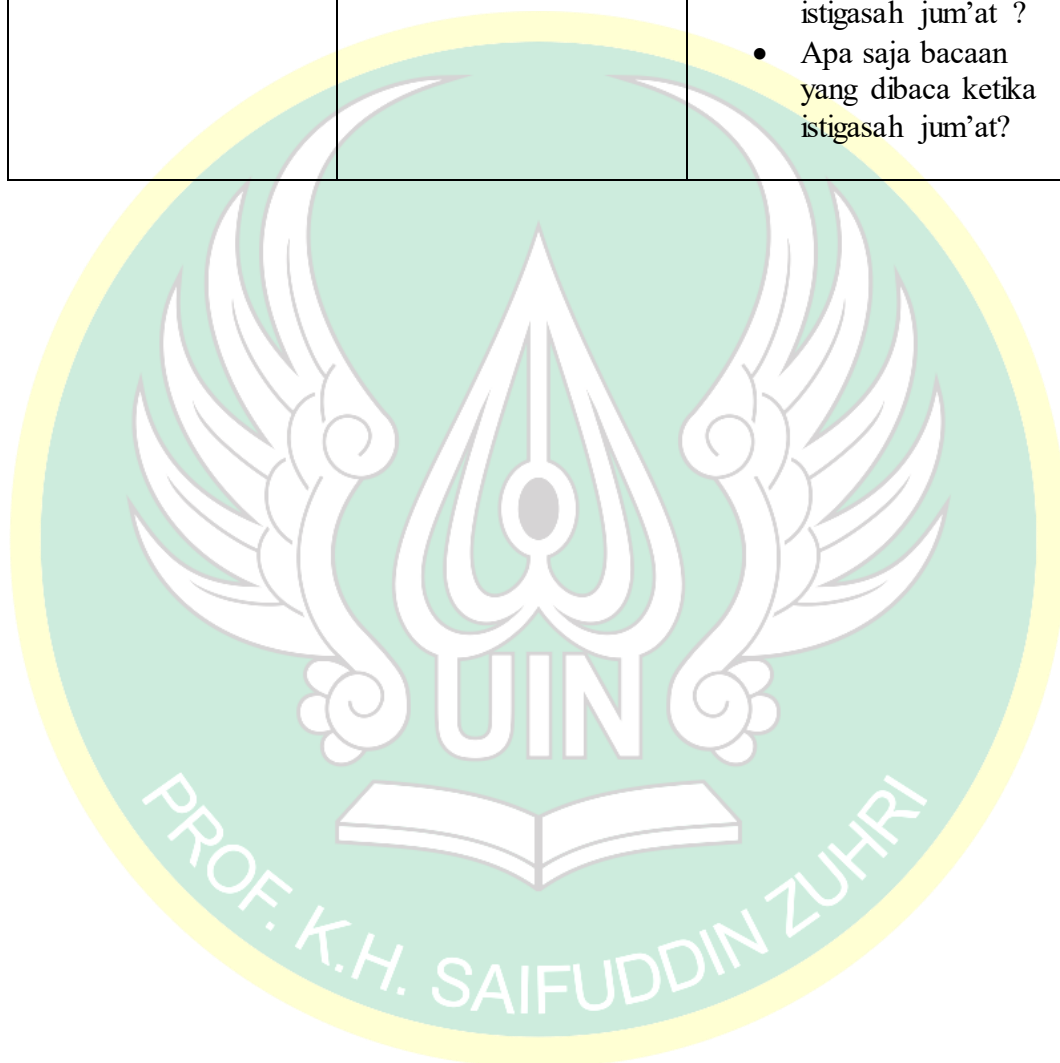 istigasah jum’at ?
• Apa saja bacaan
yang dibaca ketika
istigasah jum’at?
UIN
PROF. K.H. SAIFUDDIN ZUHRI